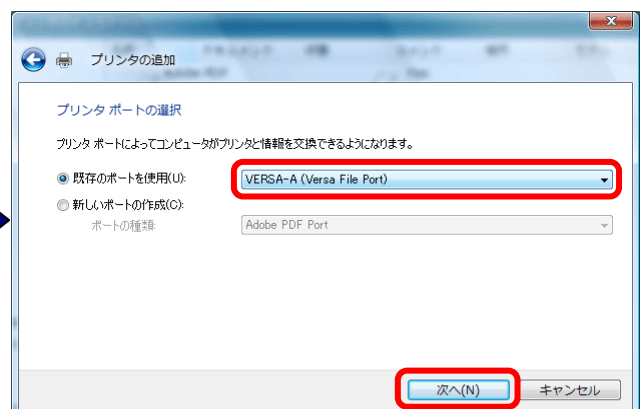 プリンタの追加
プリンタ ポートの選択
プリンタ ポートによってコンピュータがプリンタと情報を交換できるようになります。
既存のポートを使用(U):
VERSA-A (Versa File Port)
新しいポートの作成(C):
ポートの種類:
Adobe PDF Port
次へ(N)
キャンセル